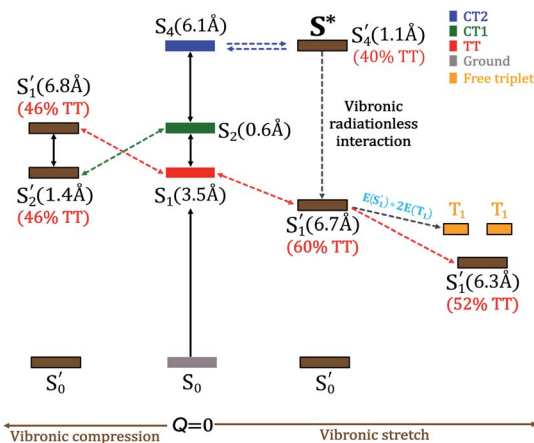 S₄(6.1Å)
S*
S′₄(1.1Å)
(40% TT)
CT2
CT1
TT
Ground
Free triplet
S′₁(6.8Å)
(46% TT)
S₂(0.6Å)
Vibronic
radiationless
interaction
S′₂(1.4Å)
(46% TT)
S₁(3.5Å)
S′₁(6.7Å)
(60% TT)
E(S′₁)≈2E(T₁)
T₁ T₁
S′₁(6.3Å)
(52% TT)
S′₀
S₀
S′₀
Vibronic compression
Q=0
Vibronic stretch